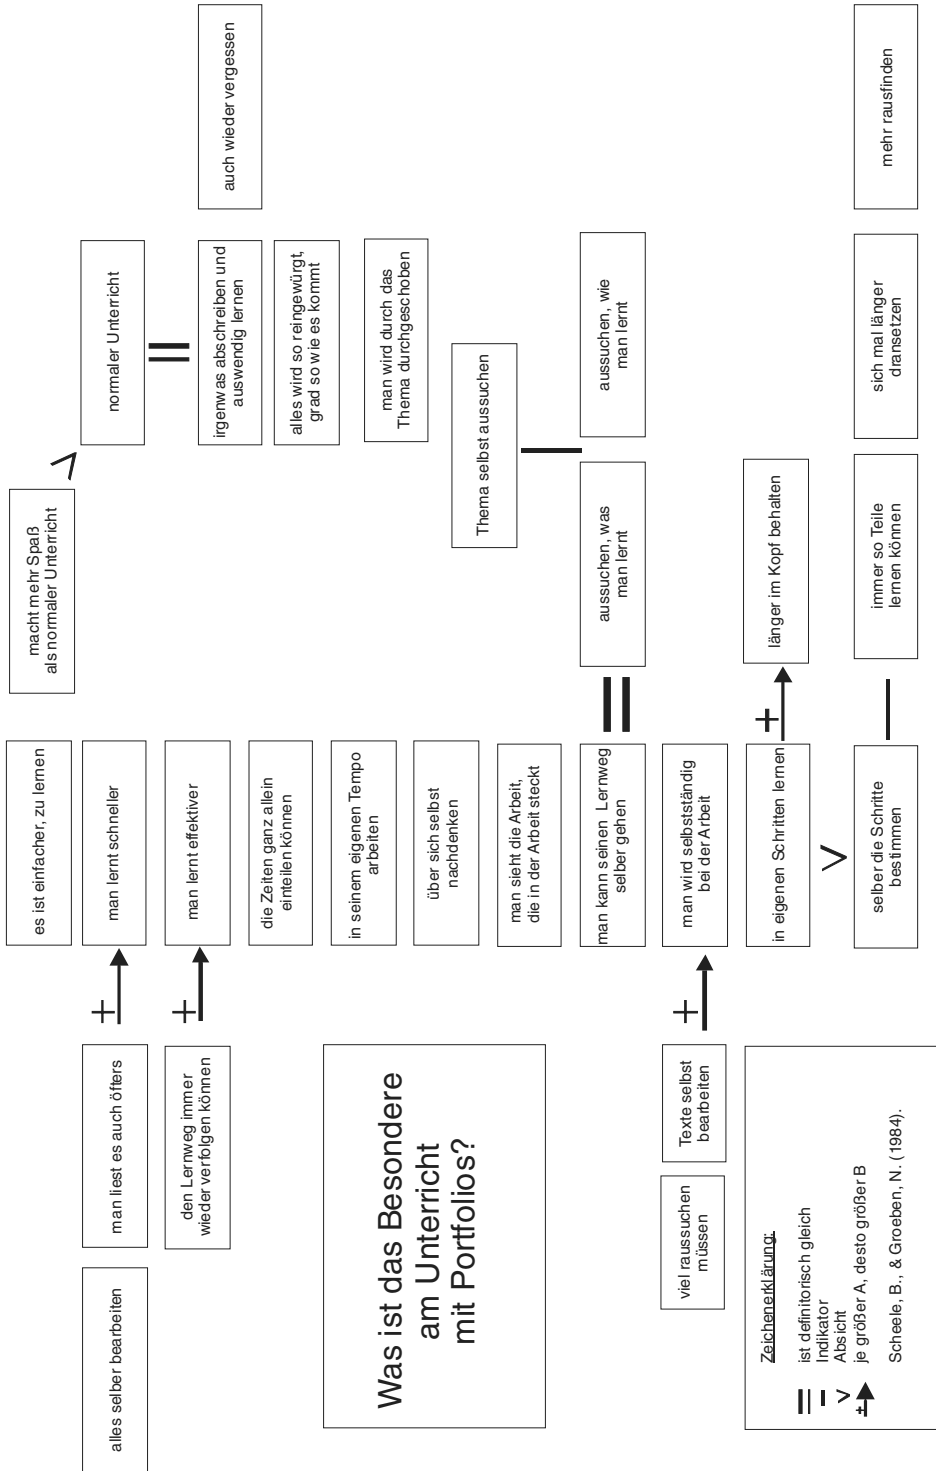 es ist einfacher, zu lernen
macht mehr Spaß
als normaler Unterricht
alles selber bearbeiten
man liest es auch öfters
+
man lernt schneller
>
normaler Unterricht
den Lernweg immer
wieder verfolgen können
+
man lernt effektiver
=
irgenwas abschreiben und
auswendig lernen
auch wieder vergessen
die Zeiten ganz allein
einteilen können
alles wird so reingewürgt,
grad so wie es kommt
Was ist das Besondere
am Unterricht
mit Portfolios?
in seinem eigenen Tempo
arbeiten
man wird durch das
Thema durchgeschoben
über sich selbst
nachdenken
Thema selbst aussuchen
man sieht die Arbeit,
die in der Arbeit steckt
man kann seinen Lernweg
selber gehen
=
aussuchen, was
man lernt
aussuchen, wie
man lernt
viel raussuchen
müssen
Texte selbst
bearbeiten
+
man wird selbstständig
bei der Arbeit
in eigenen Schritten lernen
+
länger im Kopf behalten
V
selber die Schritte
bestimmen
immer so Teile
lernen können
sich mal länger
dransetzen
mehr rausfinden
Zeichenerklärung:
= ist definitorisch gleich
- Indikator
V Absicht
+ je größer A, desto größer B
Scheele, B., & Groeben, N. (1984).